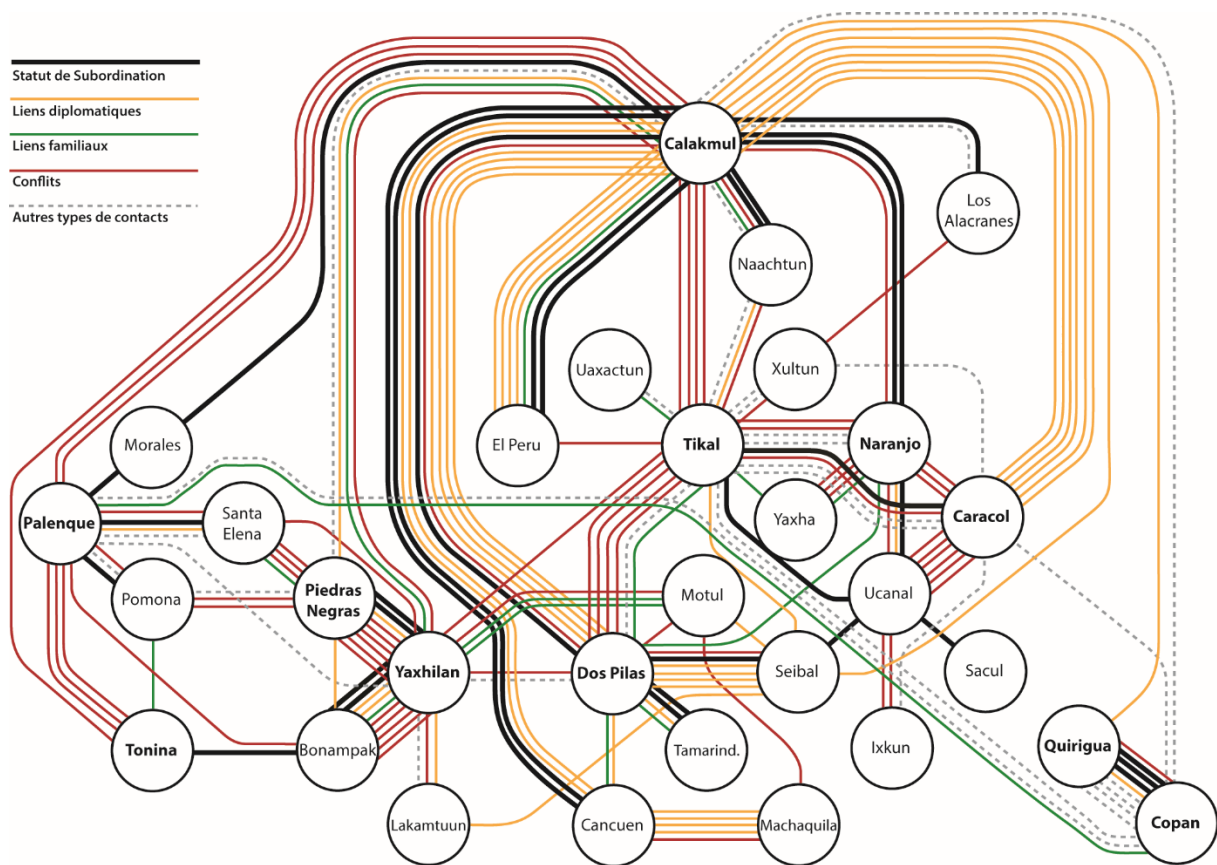 Statut de Subordination
Liens diplomatiques
Liens familiaux
Conflits
Autres types de contacts
Calakmul
Los
Alacranes
Naachtun
Uaxactun
Xultun
Morales
El Peru
Tikal
Naranjo
Palenque
Santa
Elena
Yaxha
Caracol
Pomona
Piedras
Negras
Motul
Ucanal
Yaxhilan
Dos Pilas
Seibal
Sacul
Tonina
Bonampak
Tamarind.
Ixkun
Quirigua
Lakamtuun
Cancuen
Machaquila
Copan